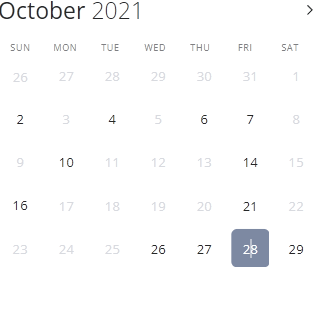 October 2021
SUN MON TUE WED THU FRI SAT
26 27 28 29 30 31 1
2 3 4 5 6 7 8
9 10 11 12 13 14 15
16 17 18 19 20 21 22
23 24 25 26 27 28 29